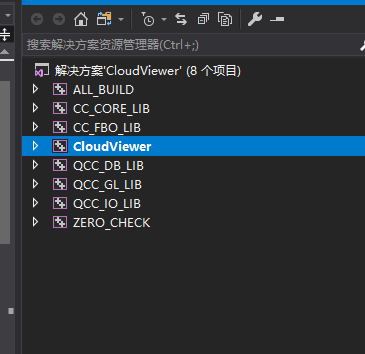 搜索解决方案资源管理器(Ctrl+;)
解决方案'CloudViewer' (8 个项目)
ALL_BUILD
CC_CORE_LIB
CC_FBO_LIB
CloudViewer
QCC_DB_LIB
QCC_GL_LIB
QCC_IO_LIB
ZERO_CHECK